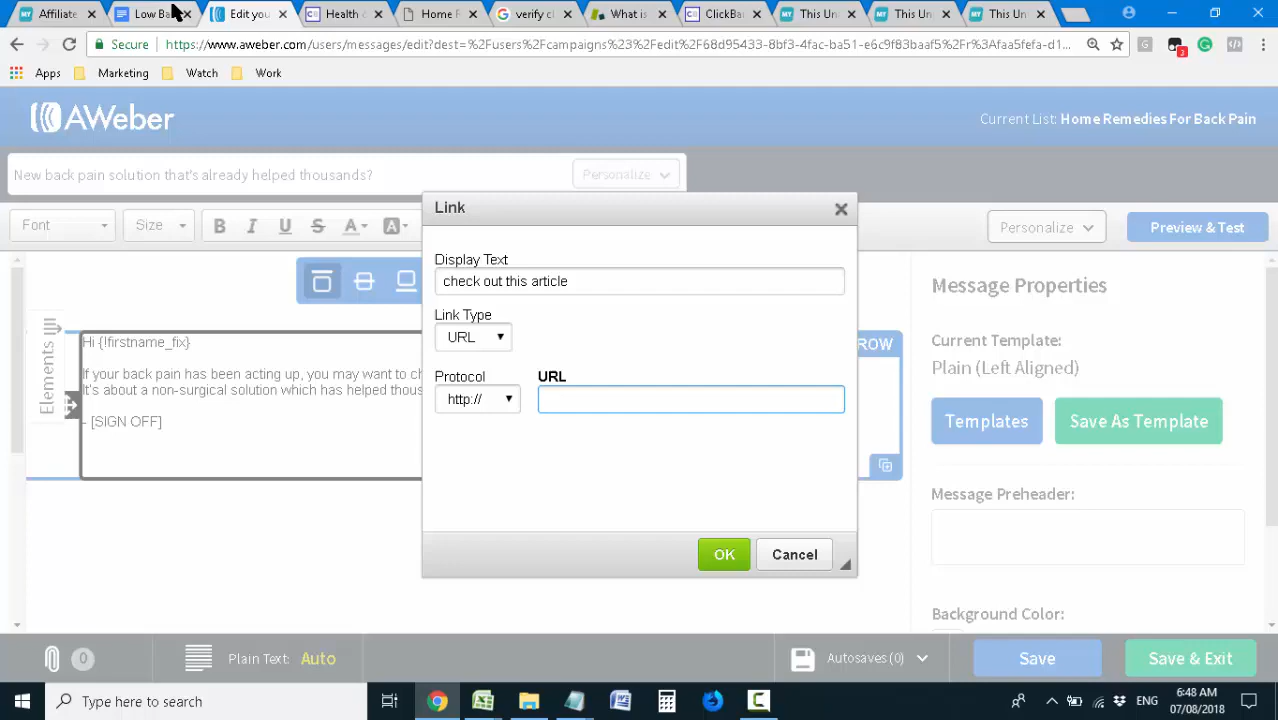 Affiliate
Low Ba
Edit you
Health c
Home R
verify cl
What is
ClickBa
This Un
This Un
This Un
Secure
https://www.aweber.com/users/messages/edit?dest=%2Fusers%2Fcampaigns%23%2Fedit%2F68d95433-8bf3-4fac-ba51-e6c9f83baaf5%2Fr%3Afaa5fefa-d1...
3
Apps
Marketing
Watch
Work
AWeber
Current List: Home Remedies For Back Pain
New back pain solution that's already helped thousands?
Personalize
Font
Size
B I U S A A
Personalize
Preview & Test
Link
Display Text
check out this article
Link Type
URL
Protocol
URL
http://
OK
Cancel
Elements
Hi {!firstname_fix}
If your back pain has been acting up, you may want to ch
It's about a non-surgical solution which has helped thous
- [SIGN OFF]
ROW
Message Properties
Current Template:
Plain (Left Aligned)
Templates
Save As Template
Message Preheader:
Background Color:
0
Plain Text: Auto
Autosaves (0)
Save
Save & Exit
Type here to search
ENG
6:48 AM
07/08/2018